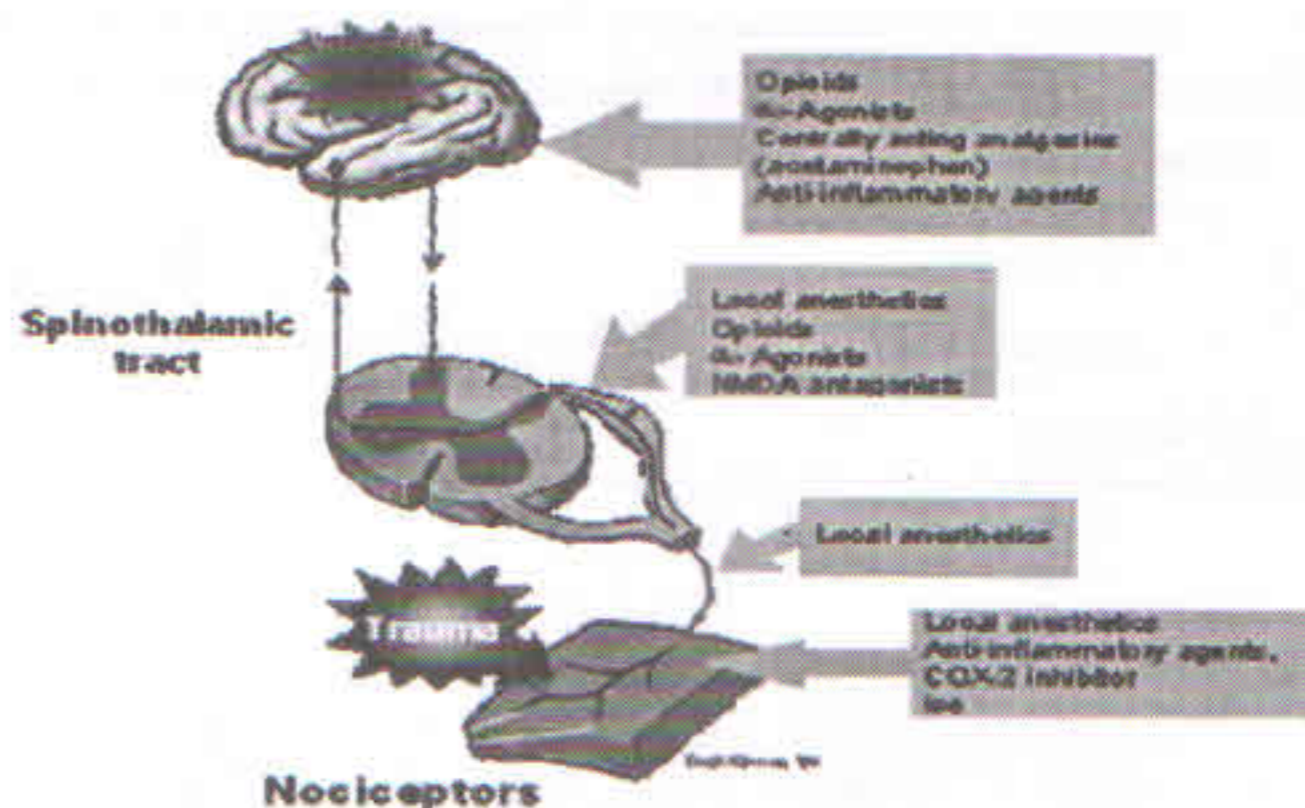 Opioids
α₂- Agonists
Centrally acting analgesics
(acetaminophen)
Anti-inflammatory agents
Local anesthetics
Opioids
α₂- Agonists
NMDA antagonists
Spinothalamic
tract
Local anesthetics
Trauma
Local anesthetics
Anti-inflammatory agents,
COX-2 inhibitor
Ice
Nociceptors